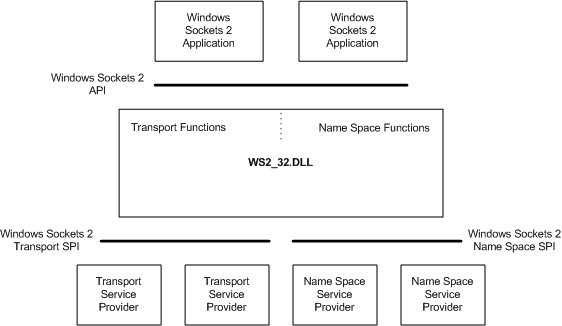 Windows
Sockets 2
Application
Windows
Sockets 2
Application
Windows Sockets 2
API
Transport Functions
Name Space Functions
WS2_32.DLL
Windows Sockets 2
Transport SPI
Windows Sockets 2
Name Space SPI
Transport
Service
Provider
Transport
Service
Provider
Name Space
Service
Provider
Name Space
Service
Provider